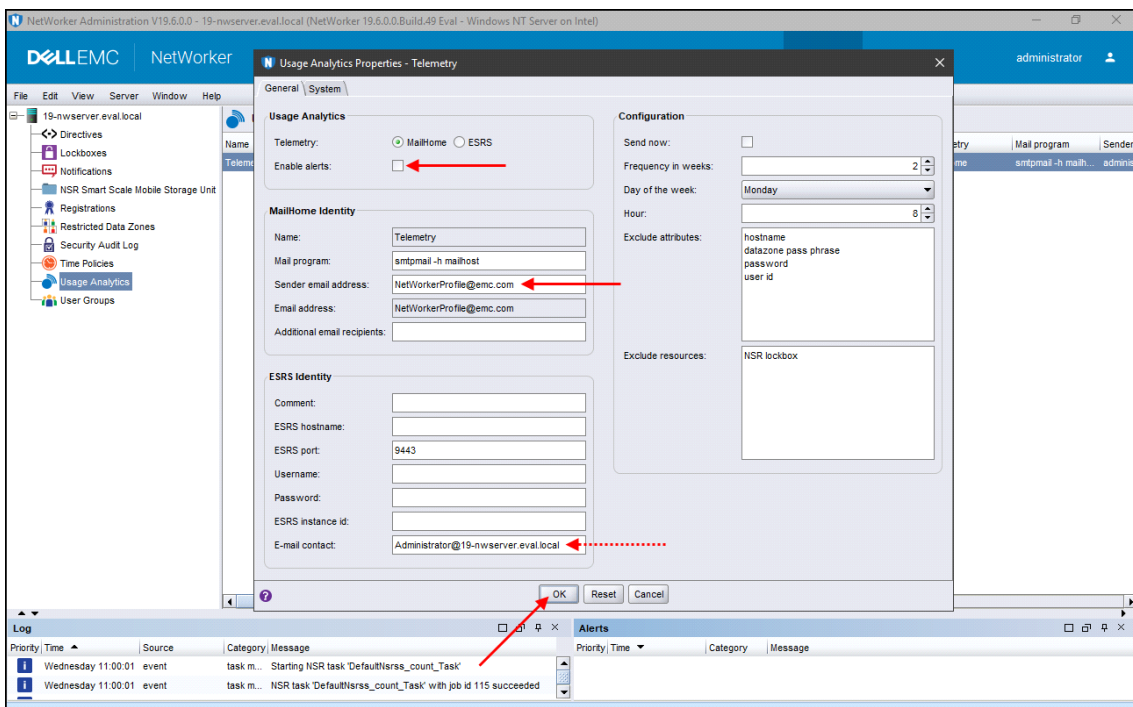 NetWorker Administration V19.6.0.0 - 19-nwserver.eval.local (NetWorker 19.6.0.0.Build.49 Eval - Windows NT Server on Intel)
DELLEMC NetWorker
administrator
File Edit View Server Window Help
19-nwserver.eval.local
Directives
Lockboxes
Notifications
NSR Smart Scale Mobile Storage Unit
Registrations
Restricted Data Zones
Security Audit Log
Time Policies
Usage Analytics
User Groups
Name
Mail program
Sender
smtpmail -h mailh...
Usage Analytics Properties - Telemetry
General System
Usage Analytics
Telemetry: MailHome ESRS
Enable alerts:
MailHome Identity
Name: Telemetry
Mail program: smtpmail -h mailhost
Sender email address: NetWorkerProfile@emc.com
Email address: NetWorkerProfile@emc.com
Additional email recipients:
ESRS Identity
Comment:
ESRS hostname:
ESRS port: 9443
Username:
Password:
ESRS instance id:
E-mail contact: Administrator@19-nwserver.eval.local
Configuration
Send now:
Frequency in weeks: 2
Day of the week: Monday
Hour: 8
Exclude attributes: hostname
datazone pass phrase
password
user id
Exclude resources: NSR lockbox
OK Reset Cancel
Log
Priority Time Source Category Message
Wednesday 11:00:01 event task m... Starting NSR task 'DefaultNsrss_count_Task'
Wednesday 11:00:01 event task m... NSR task 'DefaultNsrss_count_Task' with job id 115 succeeded
Alerts
Priority Time Category Message